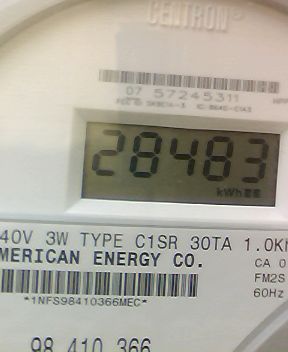 CENTRON®
07 57245311
28483
kWh
40V 3W TYPE C1SR 30TA 1.0K
MERICAN ENERGY CO.
CA 0
FM2S
60Hz
*1NFS98410366MEC*
98 410 366